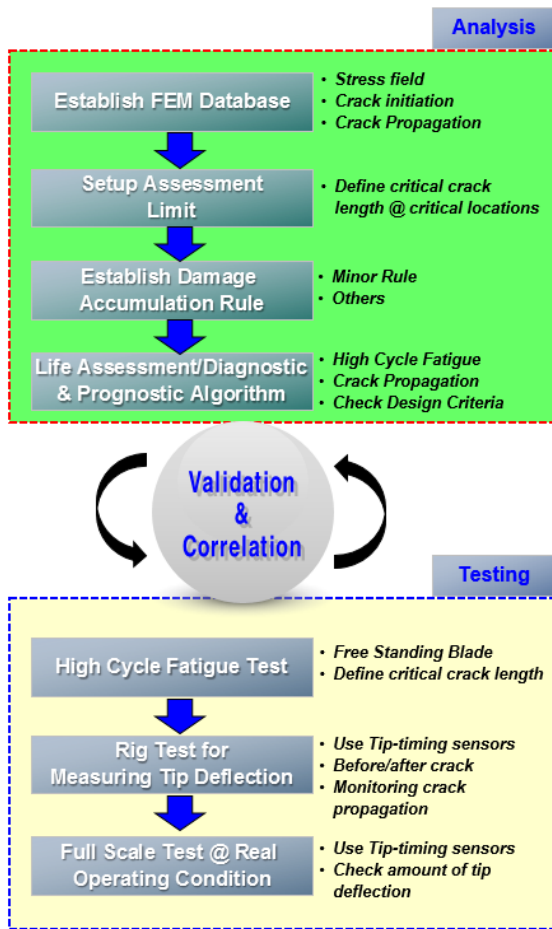 Analysis
Establish FEM Database
• Stress field
• Crack initiation
• Crack Propagation
Setup Assessment
Limit
• Define critical crack
length @ critical locations
Establish Damage
Accumulation Rule
• Minor Rule
• Others
Life Assessment/Diagnostic
& Prognostic Algorithm
• High Cycle Fatigue
• Crack Propagation
• Check Design Criteria
Validation
&
Correlation
Testing
High Cycle Fatigue Test
• Free Standing Blade
• Define critical crack length
Rig Test for
Measuring Tip Deflection
• Use Tip-timing sensors
• Before/after crack
• Monitoring crack
propagation
Full Scale Test @ Real
Operating Condition
• Use Tip-timing sensors
• Check amount of tip
deflection